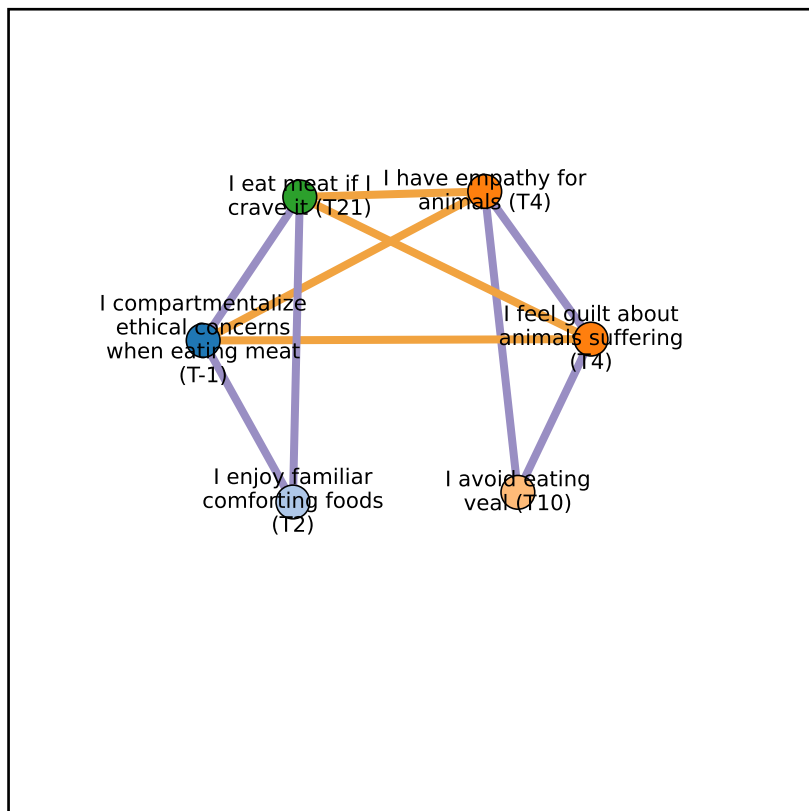 I eat meat if I
crave it (T21)
I have empathy for
animals (T4)
I compartmentalize
ethical concerns
when eating meat
(T-1)
I feel guilt about
animals suffering
(T4)
I enjoy familiar
comforting foods
(T2)
I avoid eating
veal (T10)